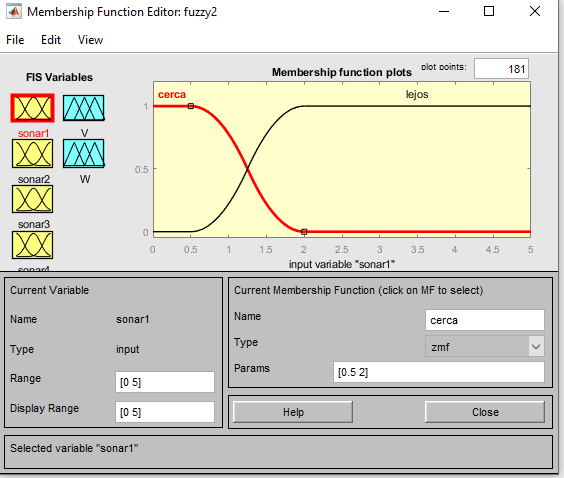 Membership Function Editor: fuzzy2
File Edit View
FIS Variables
Membership function plots
plot points:
181
sonar1
V
sonar2
W
sonar3
sonar4
cerca
lejos
1
0.5
0
0 0.5 1 1.5 2 2.5 3 3.5 4 4.5 5
input variable "sonar1"
Current Variable
Name sonar1
Type input
Range [0 5]
Display Range [0 5]
Current Membership Function (click on MF to select)
Name cerca
Type zmf
Params [0.5 2]
Help Close
Selected variable "sonar1"